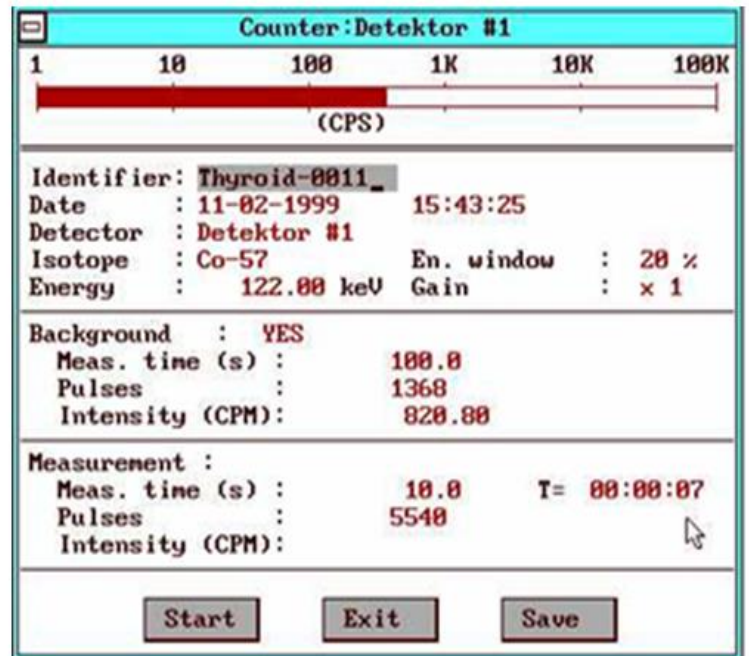 Counter:Detektor #1
1 10 100 1K 10K 100K
(CPS)
Identifier: Thyroid-0011_
Date : 11-02-1999 15:43:25
Detector : Detektor #1
Isotope : Co-57 En. window : 20 %
Energy : 122.00 keV Gain : x 1
Background : YES
Meas. time (s) : 100.0
Pulses : 1368
Intensity (CPM): 820.80
Measurement :
Meas. time (s) : 10.0 T= 00:00:07
Pulses : 5540
Intensity (CPM):
Start Exit Save